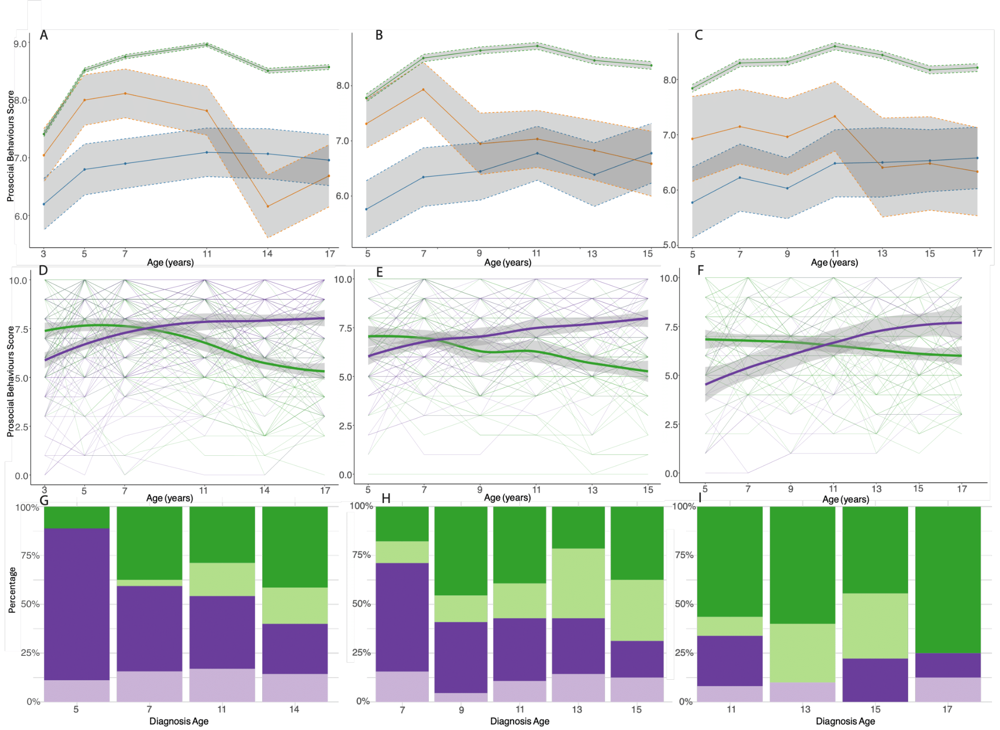 A
B
C
Prosocial Behaviours Score
9.0
8.0
7.0
6.0
8.0
7.0
6.0
8.0
7.0
6.0
5.0
3 5 7 11 14 17
5 7 9 11 13 15
5 7 9 11 13 15 17
Age (years)
Age (years)
Age (years)
D
E
F
Prosocial Behaviours Score
10.0
7.5
5.0
2.5
0.0
10.0
7.5
5.0
2.5
0.0
10.0
7.5
5.0
2.5
0.0
3 5 7 11 14 17
5 7 9 11 13 15
5 7 9 11 13 15 17
Age (years)
Age (years)
Age (years)
G
H
I
Percentage
100%
75%
50%
25%
0%
100%
75%
50%
25%
0%
100%
75%
50%
25%
0%
5 7 11 14
7 9 11 13 15
11 13 15 17
Diagnosis Age
Diagnosis Age
Diagnosis Age